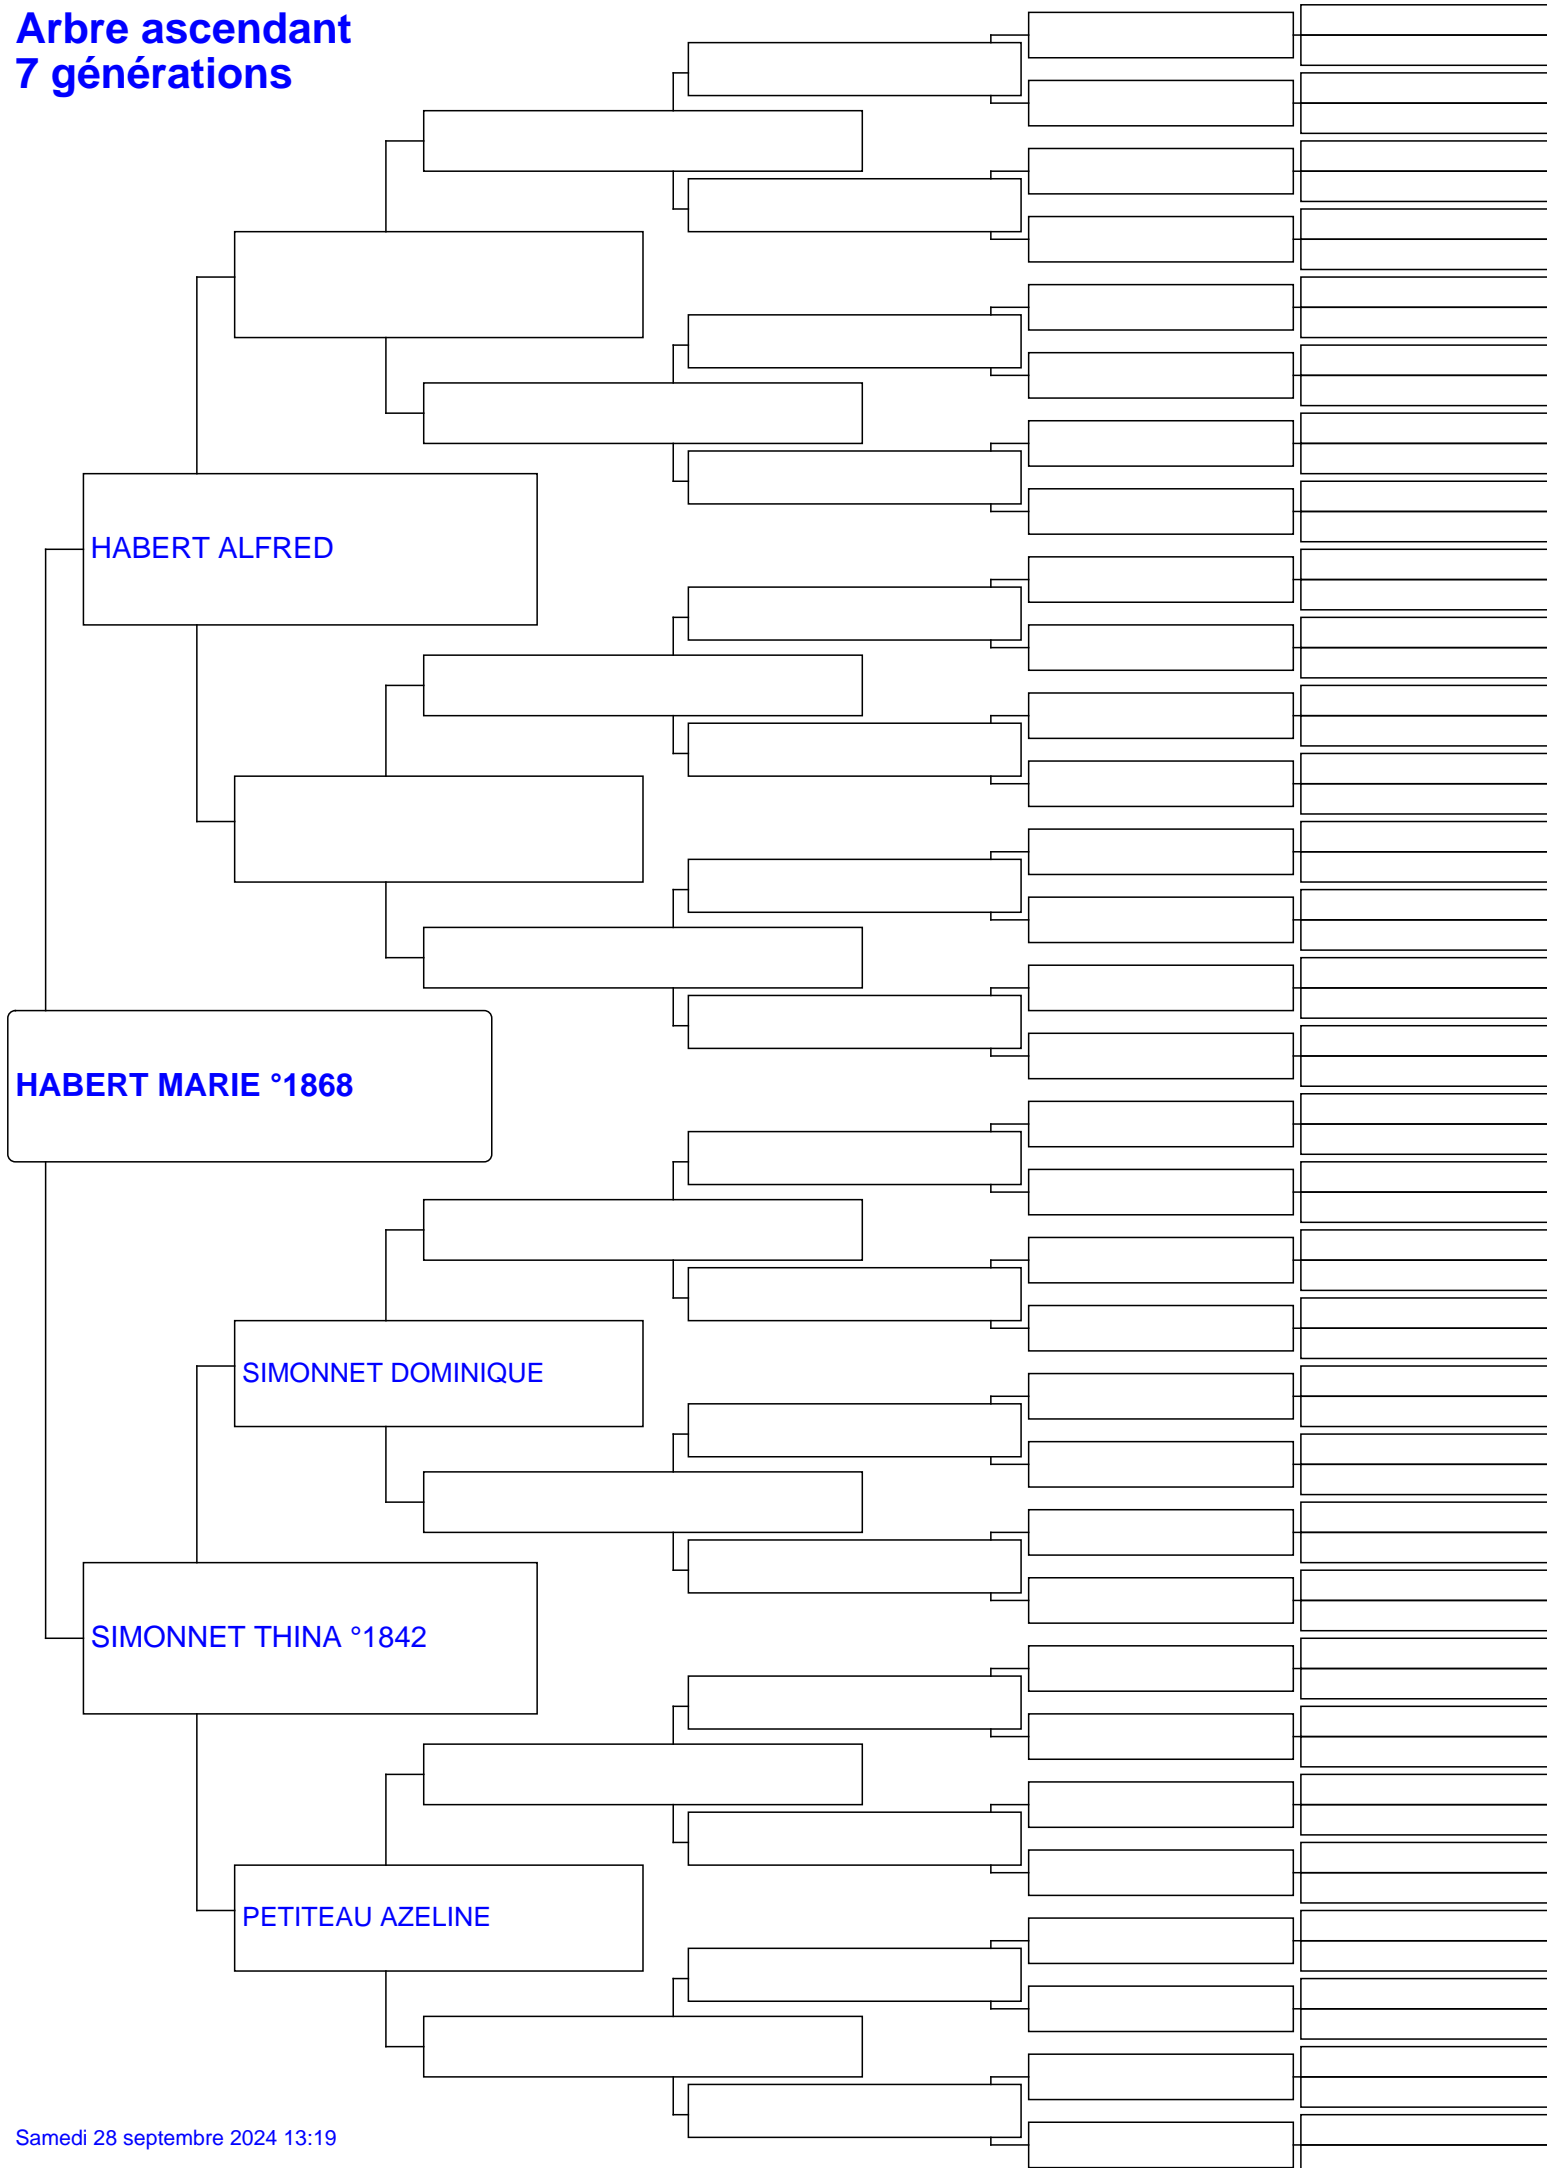 Arbre ascendant
7 générations
HABERT ALFRED
HABERT MARIE °1868
SIMONNET DOMINIQUE
SIMONNET THINA °1842
PETITEAU AZELINE
Samedi 28 septembre 2024 13:19